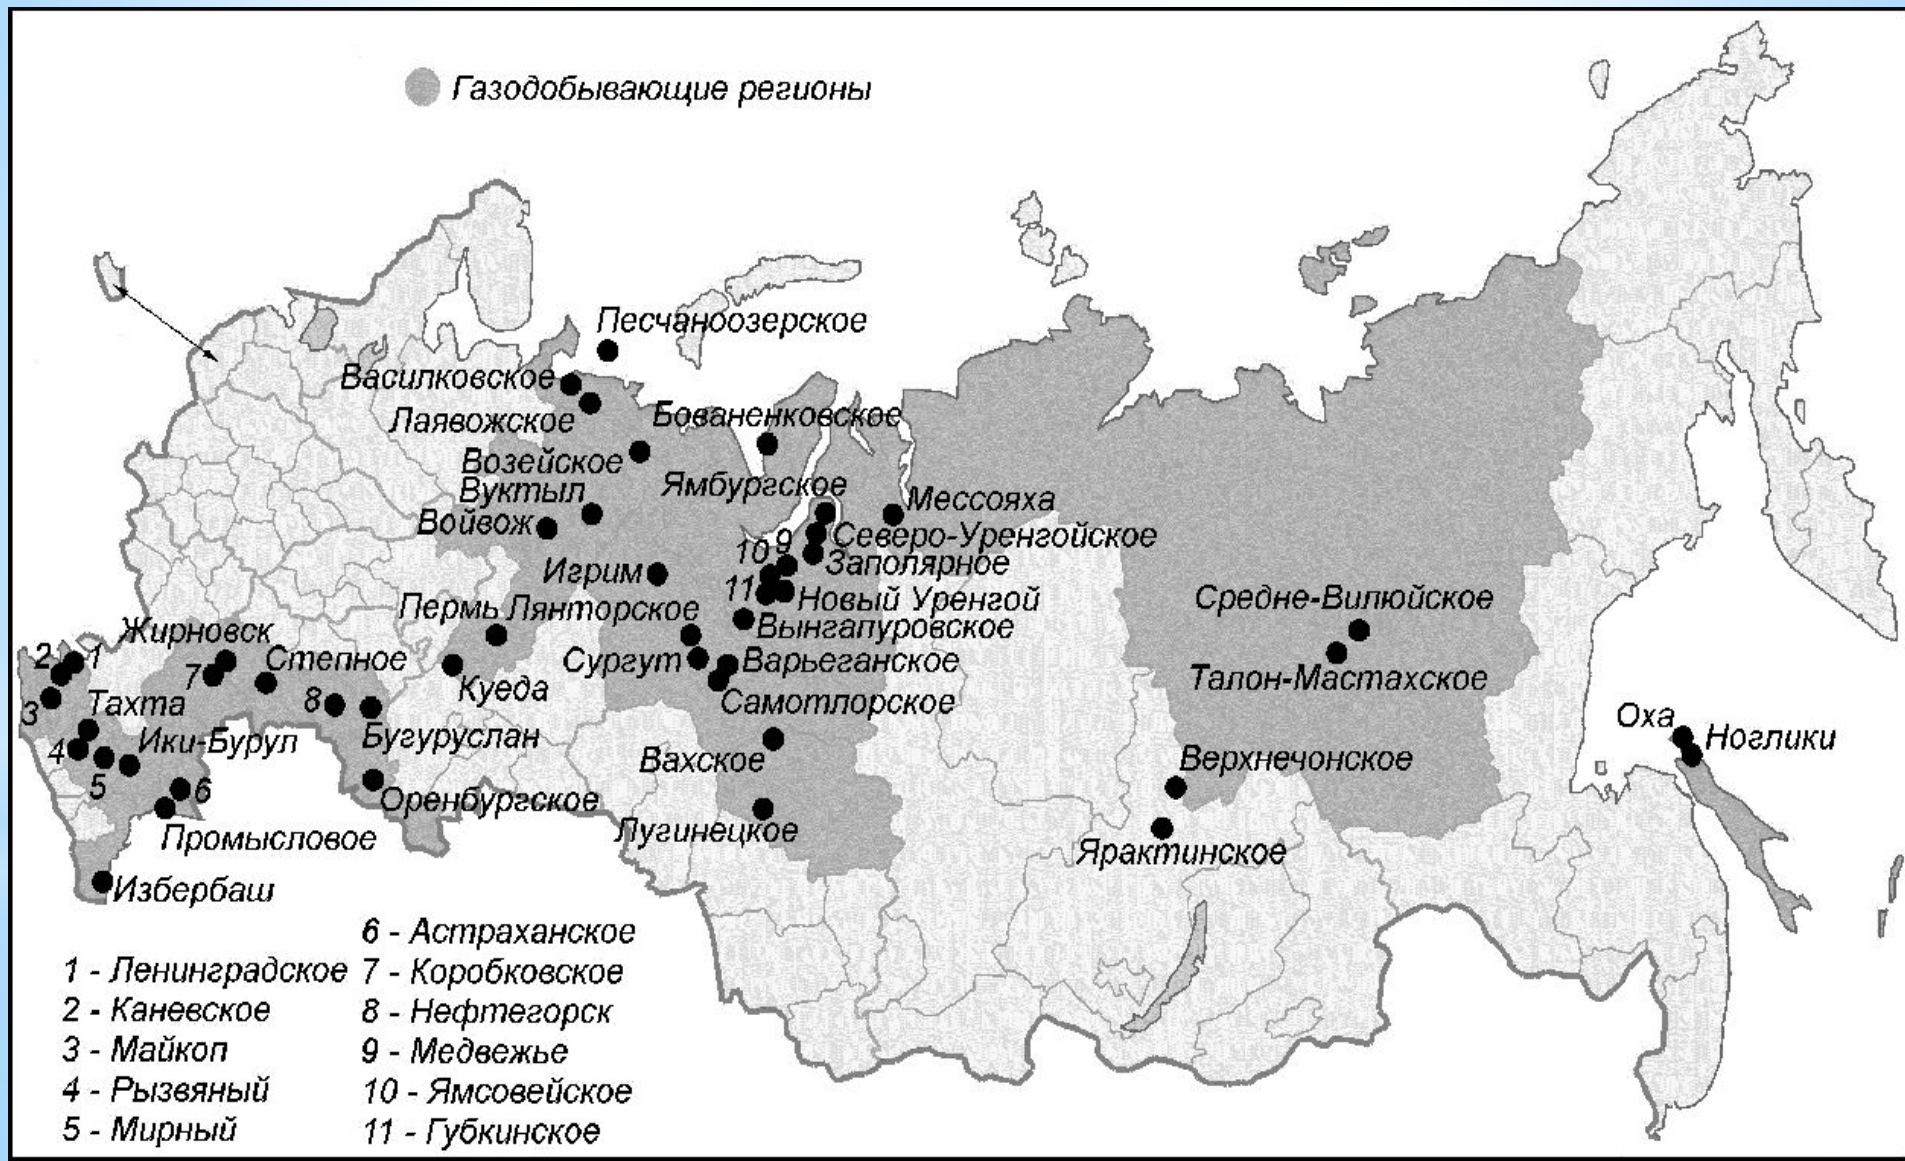 Газодобывающие регионы
Песчаноозерское
Василковское
Лаявожское
Бованенковское
Возейское
Вуктыл
Ямбургское
Войвож
Мессояха
9
Северо-Уренгойское
10
Заполярное
Игрим
11
Новый Уренгой
Средне-Вилюйское
Пермь
Лянторское
Вынгапуровское
Жирновск
2
1
Степное
Сургут
Варьеганское
7
Куеда
Талон-Мастахское
8
Тахта
3
Самотлорское
Оха
Ноглики
Ики-Бурул
Бугуруслан
4
Вахское
Верхнечонское
5
6
Оренбургское
Промысловое
Лугинецкое
Ярактинское
Избербаш
1 - Ленинградское
2 - Каневское
3 - Майкоп
4 - Рызвяный
5 - Мирный
6 - Астраханское
7 - Коробковское
8 - Нефтегорск
9 - Медвежье
10 - Ямсовейское
11 - Губкинское